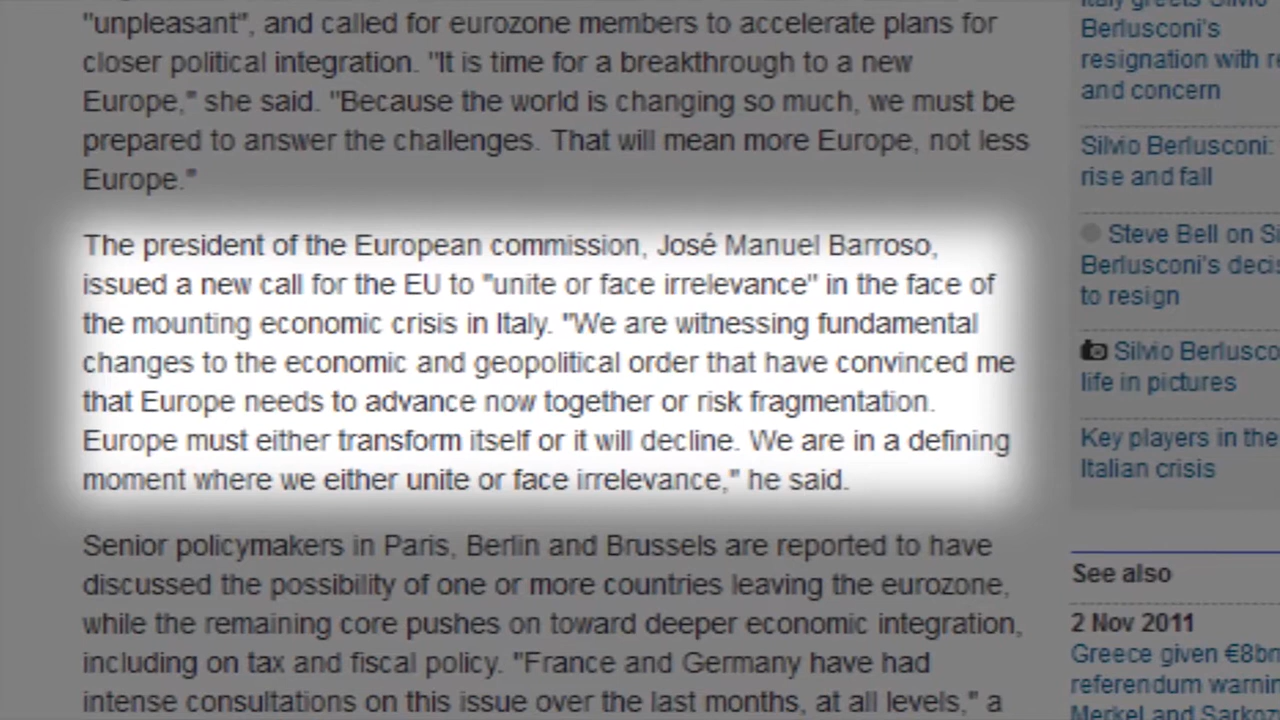 "unpleasant", and called for eurozone members to accelerate plans for
closer political integration. "It is time for a breakthrough to a new
Europe," she said. "Because the world is changing so much, we must be
prepared to answer the challenges. That will mean more Europe, not less
Europe."
The president of the European commission, José Manuel Barroso,
issued a new call for the EU to "unite or face irrelevance" in the face of
the mounting economic crisis in Italy. "We are witnessing fundamental
changes to the economic and geopolitical order that have convinced me
that Europe needs to advance now together or risk fragmentation.
Europe must either transform itself or it will decline. We are in a defining
moment where we either unite or face irrelevance," he said.
Senior policymakers in Paris, Berlin and Brussels are reported to have
discussed the possibility of one or more countries leaving the eurozone,
while the remaining core pushes on toward deeper economic integration,
including on tax and fiscal policy. "France and Germany have had
intense consultations on this issue over the last months, at all levels," a
Italy greets Silvio
Berlusconi's
resignation with
and concern
Silvio Berlusconi:
rise and fall
Steve Bell on
Berlusconi's
to resign
Silvio
life in pictures
Key players in the
Italian crisis
See also
2 Nov 2011
Greece given €8bn
referendum
Merkel and